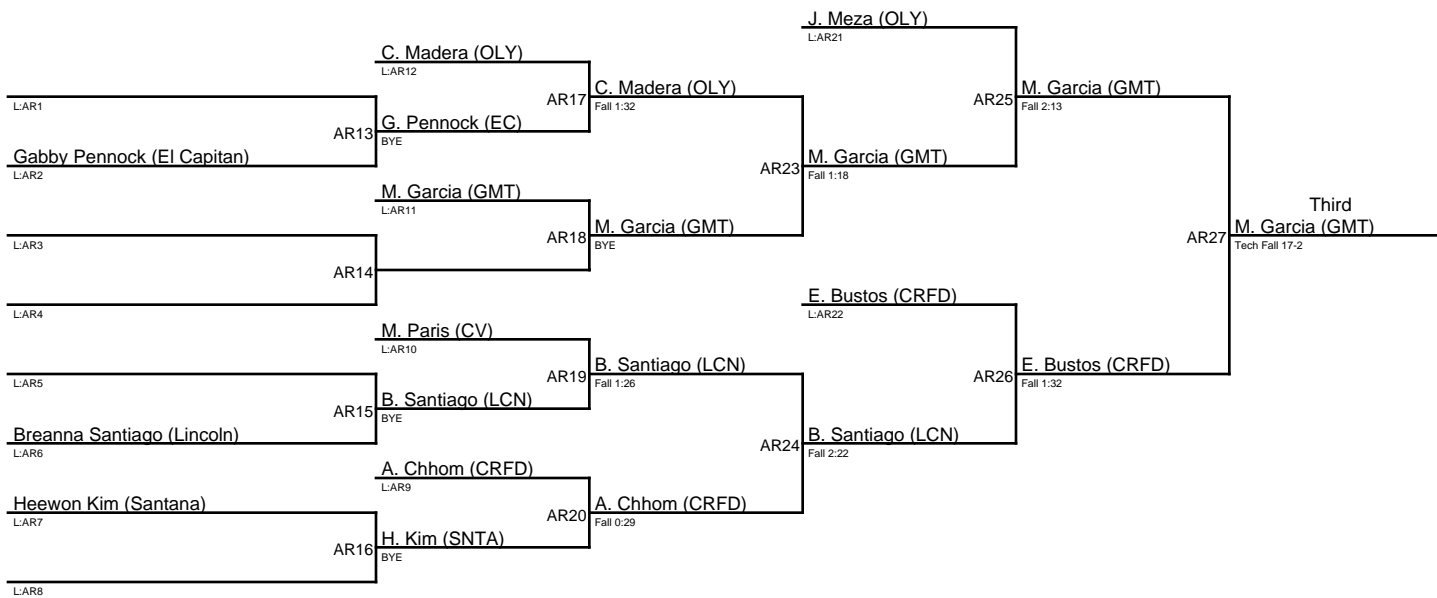 J. Meza (OLY)
L:AR21
C. Madera (OLY)
L:AR12
AR17
C. Madera (OLY)
Fall 1:32
AR25
M. Garcia (GMT)
Fall 2:13
L:AR1
AR13
G. Pennock (EC)
BYE
Gabby Pennock (El Capitan)
L:AR2
AR23
M. Garcia (GMT)
Fall 1:18
M. Garcia (GMT)
L:AR11
Third
L:AR3
AR18
M. Garcia (GMT)
BYE
AR27
M. Garcia (GMT)
Tech Fall 17-2
AR14
L:AR4
E. Bustos (CRFD)
L:AR22
M. Paris (CV)
L:AR10
L:AR5
AR19
B. Santiago (LCN)
Fall 1:26
AR26
E. Bustos (CRFD)
Fall 1:32
AR15
B. Santiago (LCN)
BYE
Breanna Santiago (Lincoln)
L:AR6
AR24
B. Santiago (LCN)
Fall 2:22
A. Chhom (CRFD)
L:AR9
Heewon Kim (Santana)
L:AR7
AR20
A. Chhom (CRFD)
Fall 0:29
AR16
H. Kim (SNTA)
BYE
L:AR8